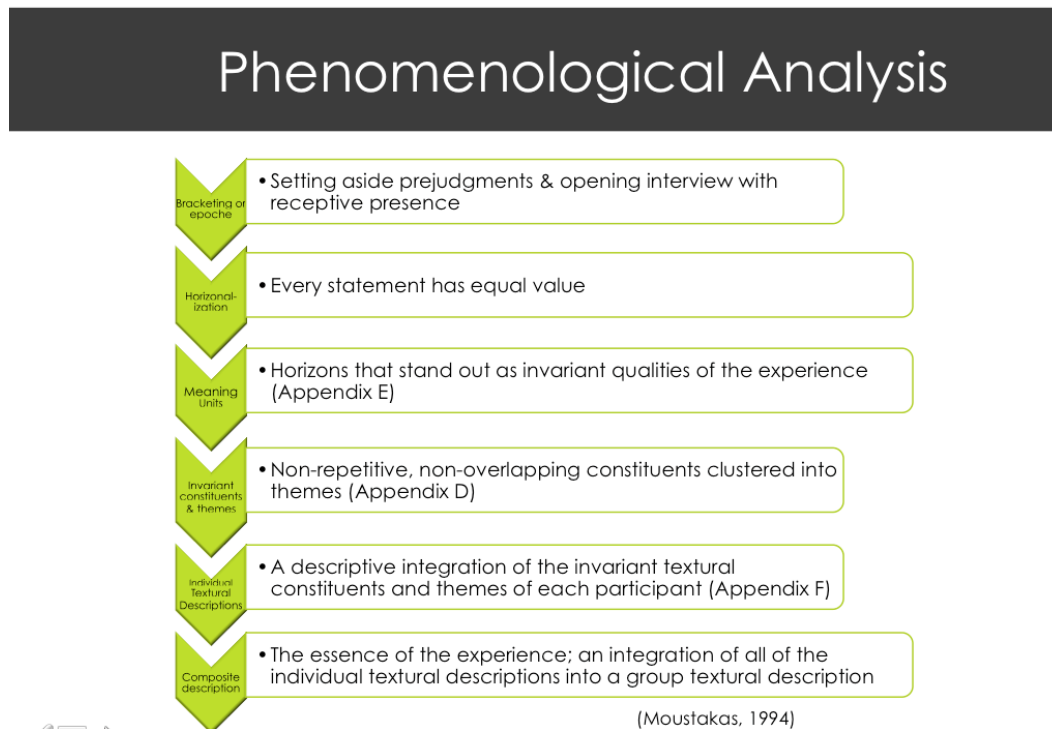 Phenomenological Analysis
Bracketing or
epoche
• Setting aside prejudgments & opening interview with
receptive presence
Horizonal-
ization
• Every statement has equal value
Meaning
Units
• Horizons that stand out as invariant qualities of the experience
(Appendix E)
Invariant
constituents
& themes
• Non-repetitive, non-overlapping constituents clustered into
themes (Appendix D)
Individual
Textural
Descriptions
• A descriptive integration of the invariant textural
constituents and themes of each participant (Appendix F)
Composite
description
• The essence of the experience; an integration of all of the
individual textural descriptions into a group textural description
(Moustakas, 1994)